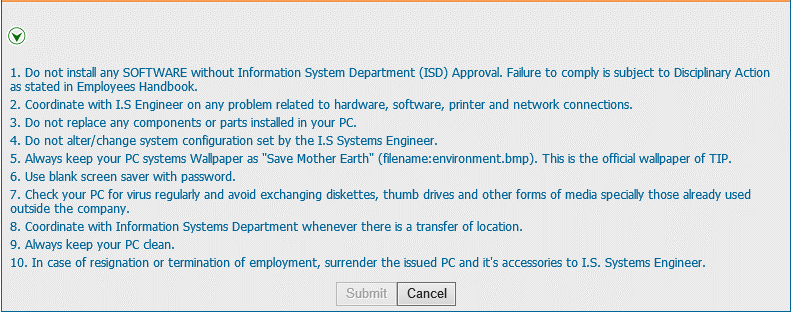 1. Do not install any SOFTWARE without Information System Department (ISD) Approval. Failure to comply is subject to Disciplinary Action
as stated in Employees Handbook.
2. Coordinate with I.S Engineer on any problem related to hardware, software, printer and network connections.
3. Do not replace any components or parts installed in your PC.
4. Do not alter/change system configuration set by the I.S Systems Engineer.
5. Always keep your PC systems Wallpaper as "Save Mother Earth" (filename:environment.bmp). This is the official wallpaper of TIP.
6. Use blank screen saver with password.
7. Check your PC for virus regularly and avoid exchanging diskettes, thumb drives and other forms of media specially those already used
outside the company.
8. Coordinate with Information Systems Department whenever there is a transfer of location.
9. Always keep your PC clean.
10. In case of resignation or termination of employment, surrender the issued PC and it's accessories to I.S. Systems Engineer.
Submit Cancel